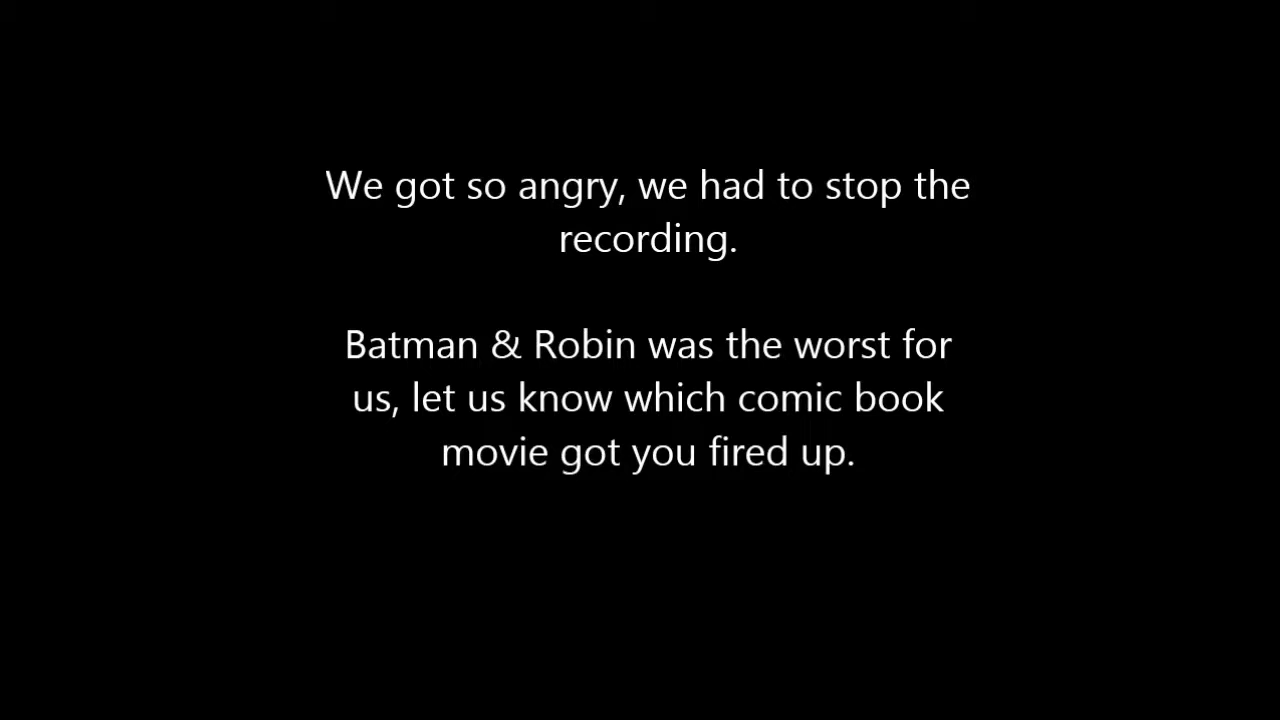 We got so angry, we had to stop the
recording.
Batman & Robin was the worst for
us, let us know which comic book
movie got you fired up.